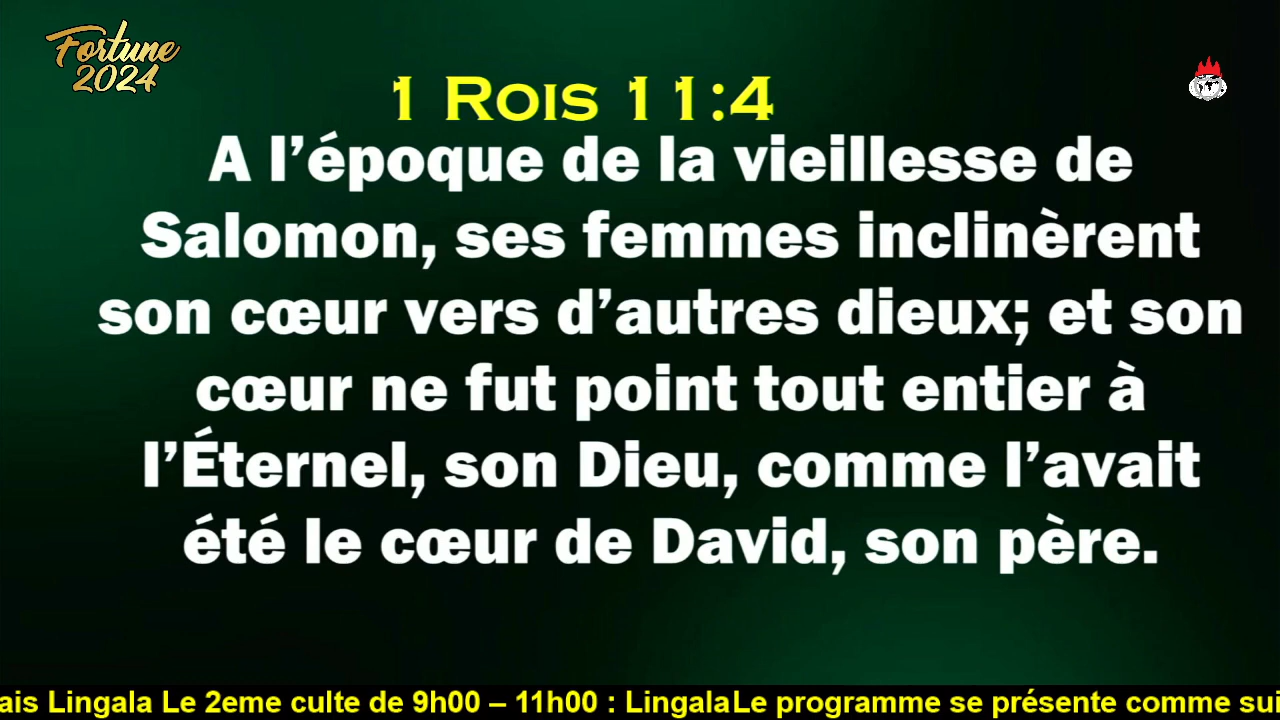 Fortune
2024
1 Rois 11:4
A l’époque de la vieillesse de
Salomon, ses femmes inclinèrent
son cœur vers d’autres dieux; et son
cœur ne fut point tout entier à
l’Éternel, son Dieu, comme l’avait
été le cœur de David, son père.
ais Lingala Le 2eme culte de 9h00 – 11h00 : LingalaLe programme se présente comme sui